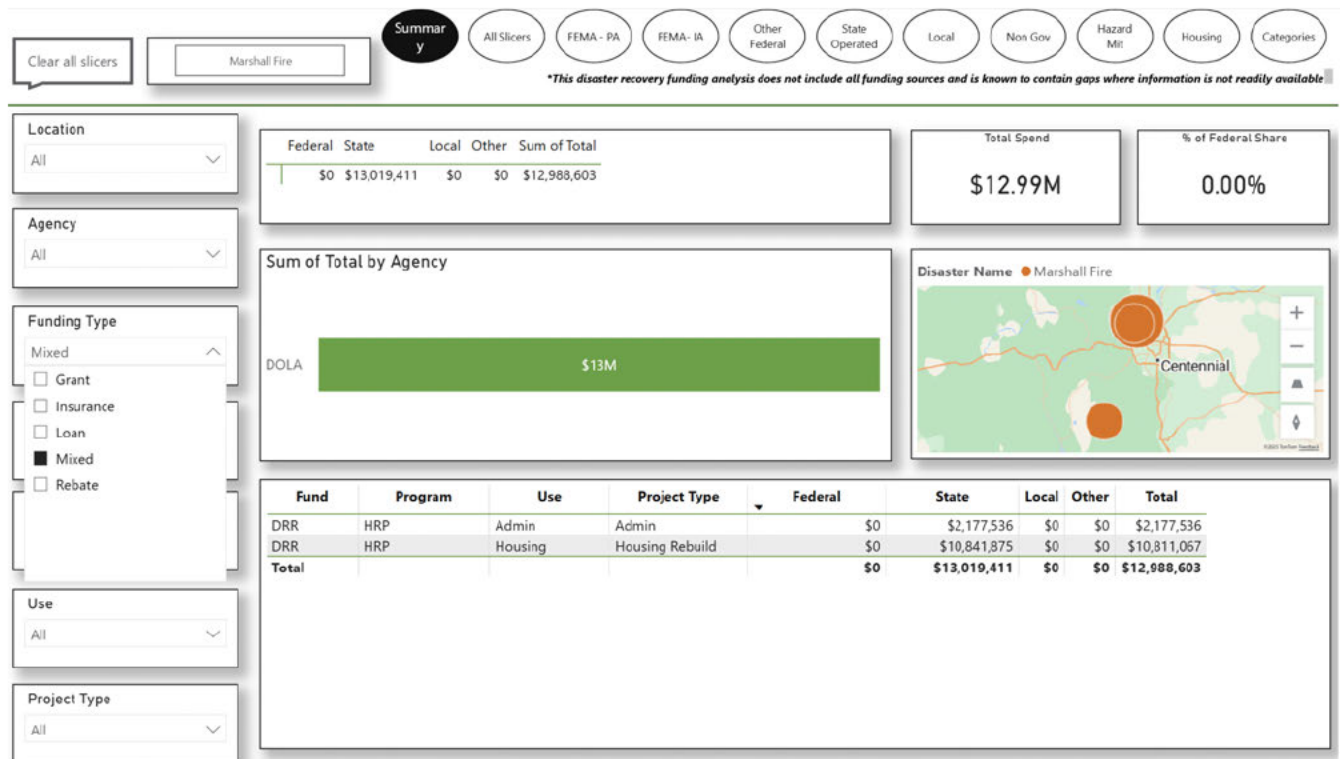 Clear all slicers
Marshall Fire
Summar
y
All Slicers
FEMA - PA
FEMA- IA
Other
Federal
State
Operated
Local
Non Gov
Hazard
Mit
Housing
Categories
*This disaster recovery funding analysis does not include all funding sources and is known to contain gaps where information is not readily available
Location
All
Agency
All
Funding Type
Mixed
Grant
Insurance
Loan
Mixed
Rebate
Use
All
Project Type
All
Federal State Local Other Sum of Total
$0 $13,019,411 $0 $0 $12,988,603
Total Spend
$12.99M
% of Federal Share
0.00%
Sum of Total by Agency
DOLA $13M
Disaster Name Marshall Fire
Centennial
©2025 TomTom Feedback
Fund Program Use Project Type Federal State Local Other Total
DRR HRP Admin Admin $0 $2,177,536 $0 $0 $2,177,536
DRR HRP Housing Housing Rebuild $0 $10,841,875 $0 $0 $10,811,067
Total $0 $13,019,411 $0 $0 $12,988,603